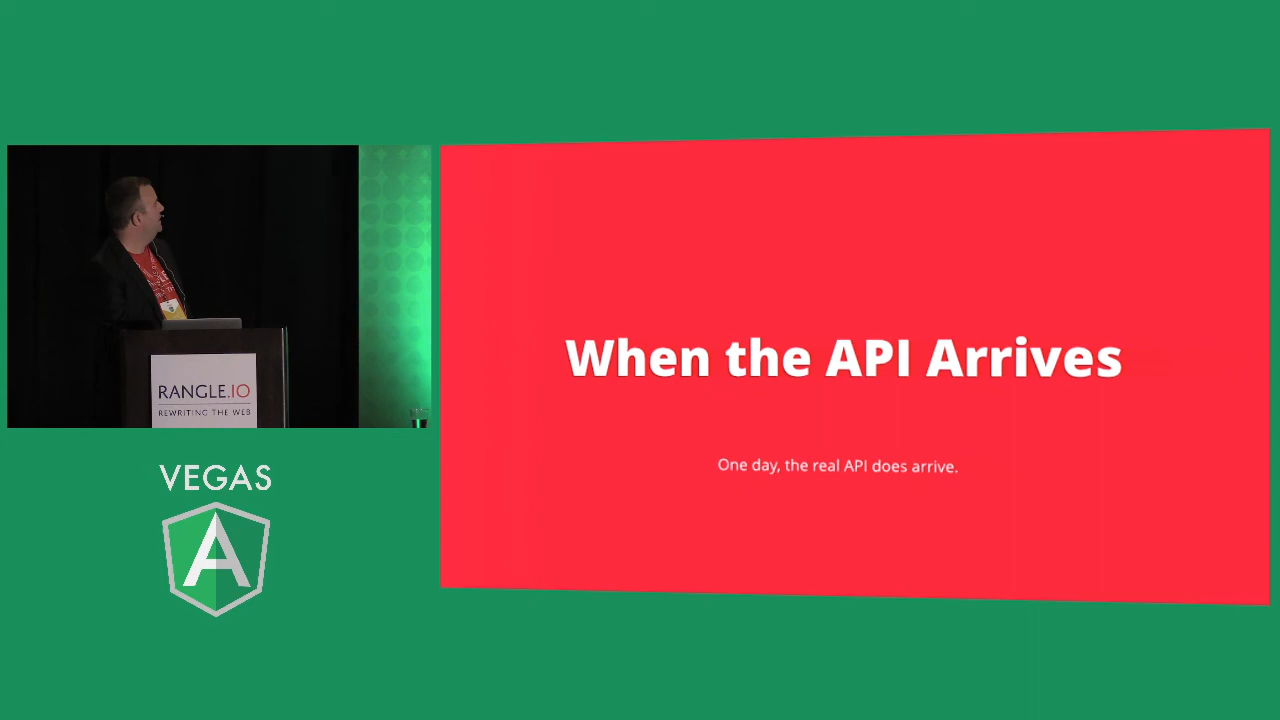 RANGLE.IO
REWRITING THE WEB
VEGAS
A
When the API Arrives
One day, the real API does arrive.